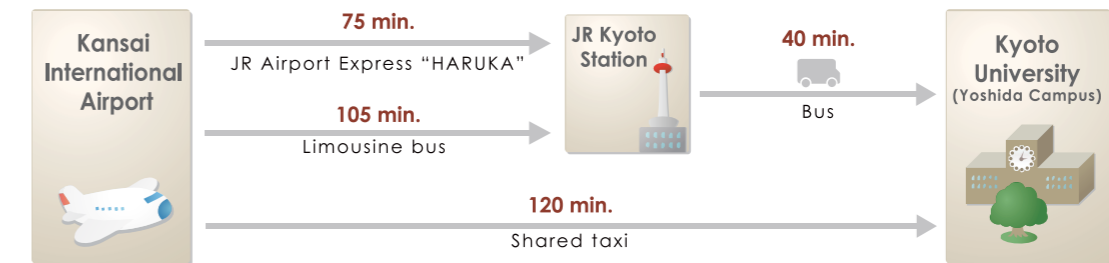 Kansai
International
Airport
75 min.
JR Airport Express “HARUKA”
105 min.
Limousine bus
JR Kyoto
Station
40 min.
Bus
120 min.
Shared taxi
Kyoto
University
(Yoshida Campus)